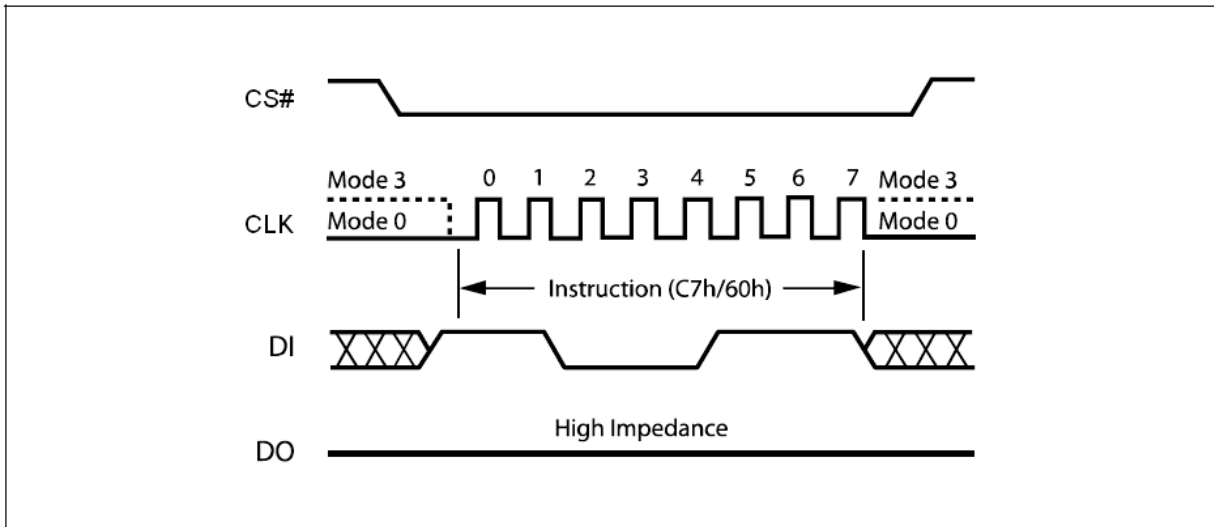 CS#
Mode 3 0 1 2 3 4 5 6 7 Mode 3
CLK Mode 0 Mode 0
Instruction (C7h/60h)
DI
High Impedance
DO